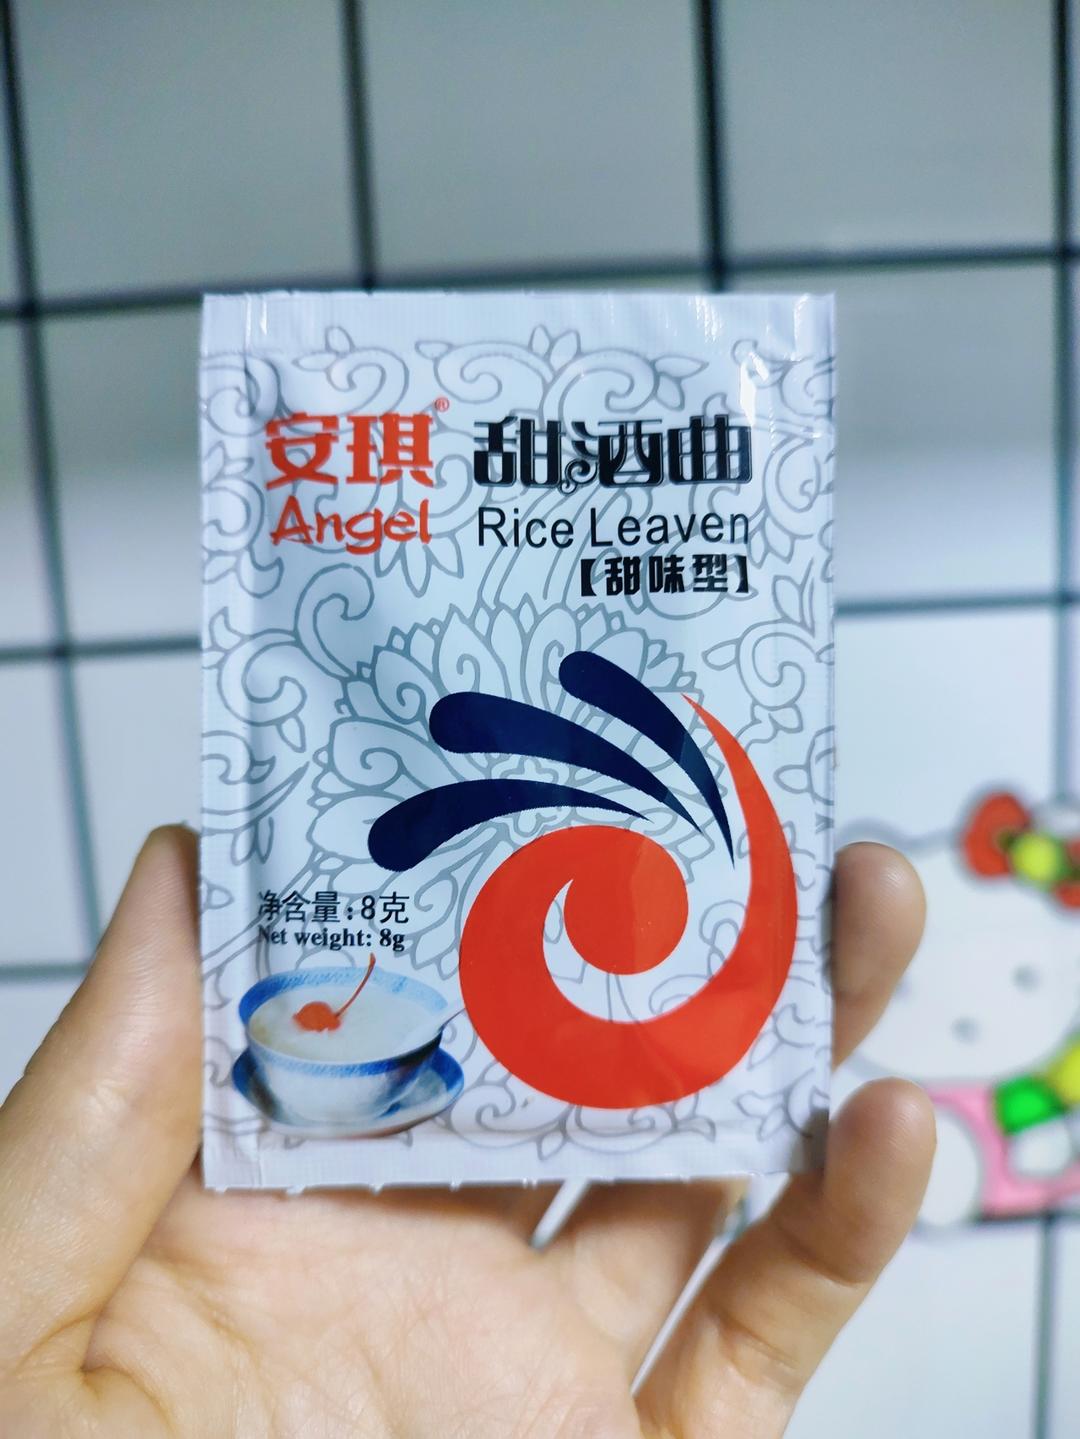 安琪® 甜酒曲
Angel Rice Leaven
【甜味型】
净含量:8克
Net weight: 8g